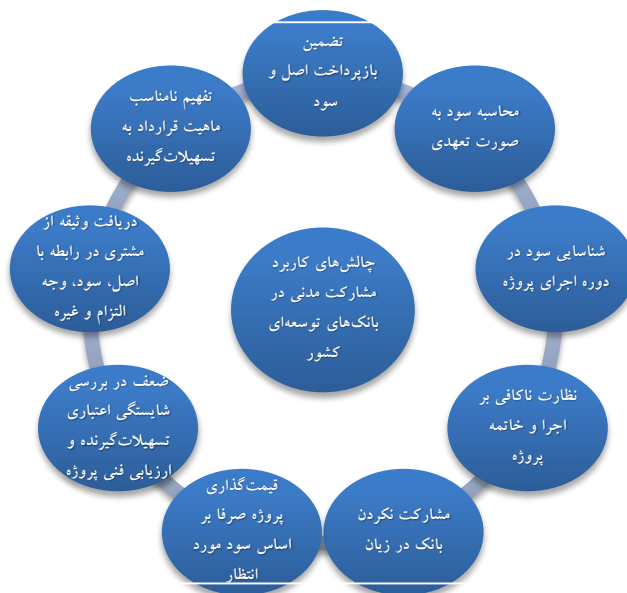 تضمین
بازپرداخت اصل و
سود
محاسبه سود به
صورت تعهدی
شناسایی سود در
دوره اجرای پروژه
نظارت ناکافی بر
اجرا و خاتمه
پروژه
مشارکت نکردن
بانک در زیان
قیمت‌گذاری
پروژه صرفا بر
اساس سود مورد
انتظار
ضعف در بررسی
شایستگی اعتباری
تسهیلات‌گیرنده و
ارزیابی فنی پروژه
دریافت وثیقه از
مشتری در رابطه با
اصل، سود، وجه
التزام و غیره
تفهیم نامناسب
ماهیت قرارداد به
تسهیلات‌گیرنده
چالش‌های کاربرد
مشارکت مدنی در
بانک‌های توسعه‌ای
کشور